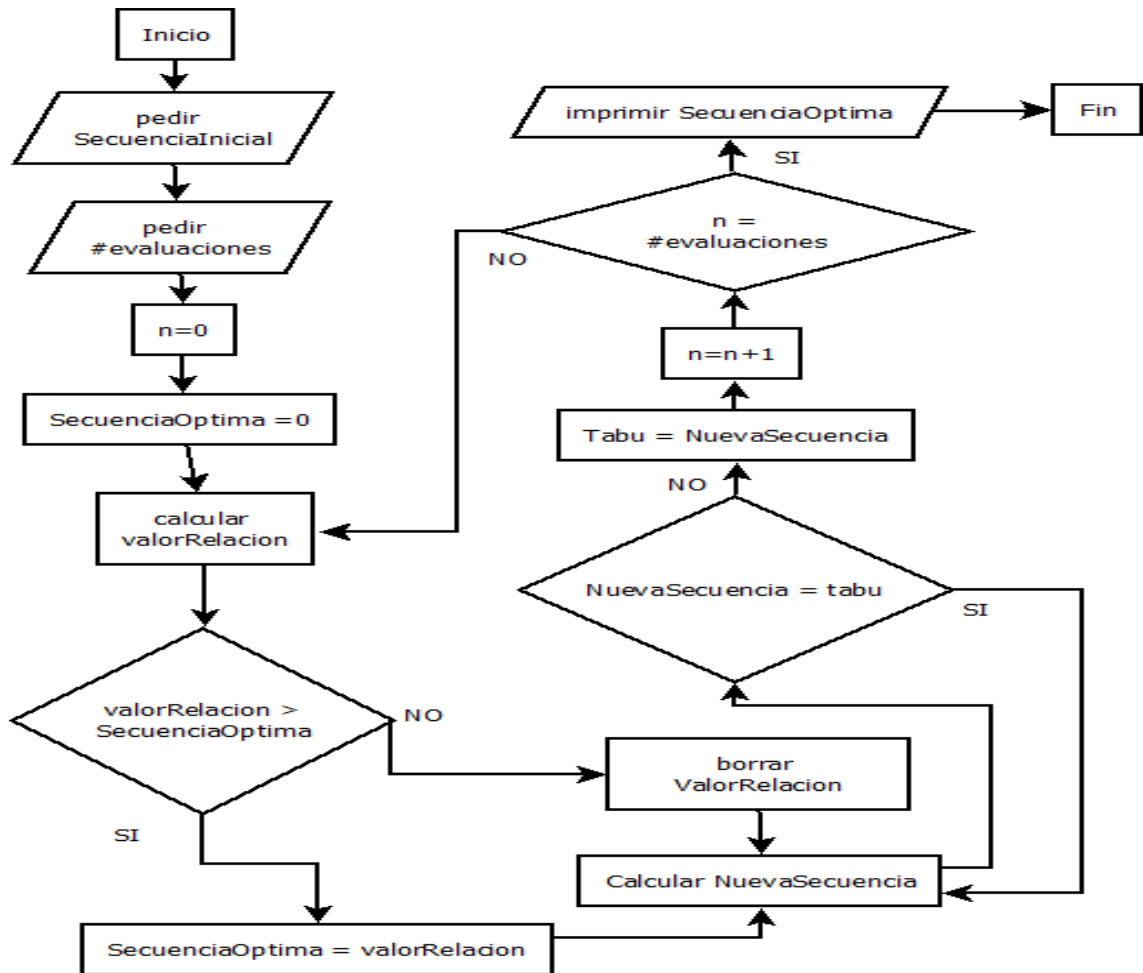 Inicio
pedir
SecuenciaInicial
pedir
#evaluaciones
n=0
SecuenciaOptima =0
calcular
valorRelacion
valorRelacion >
SecuenciaOptima
NO
SI
borrar
ValorRelacion
SecuenciaOptima = valorRelacion
Calcular NuevaSecuencia
NuevaSecuencia = tabu
SI
NO
Tabu = NuevaSecuencia
n=n+1
n =
#evaluaciones
NO
SI
imprimir SecuenciaOptima
Fin